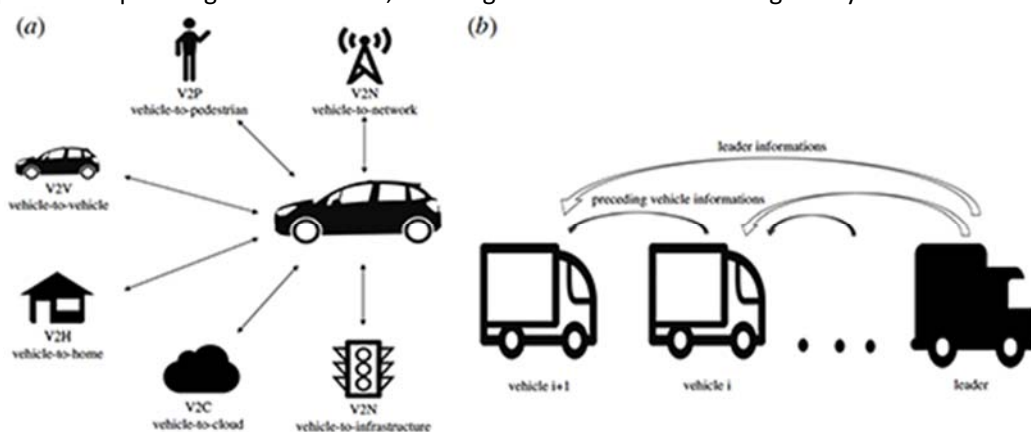 (a)
(b)
V2P
vehicle-to-pedestrian
V2N
vehicle-to-network
V2V
vehicle-to-vehicle
V2H
vehicle-to-home
V2C
vehicle-to-cloud
V2N
vehicle-to-infrastructure
leader informations
preceding vehicle informations
vehicle i+1
vehicle i
leader